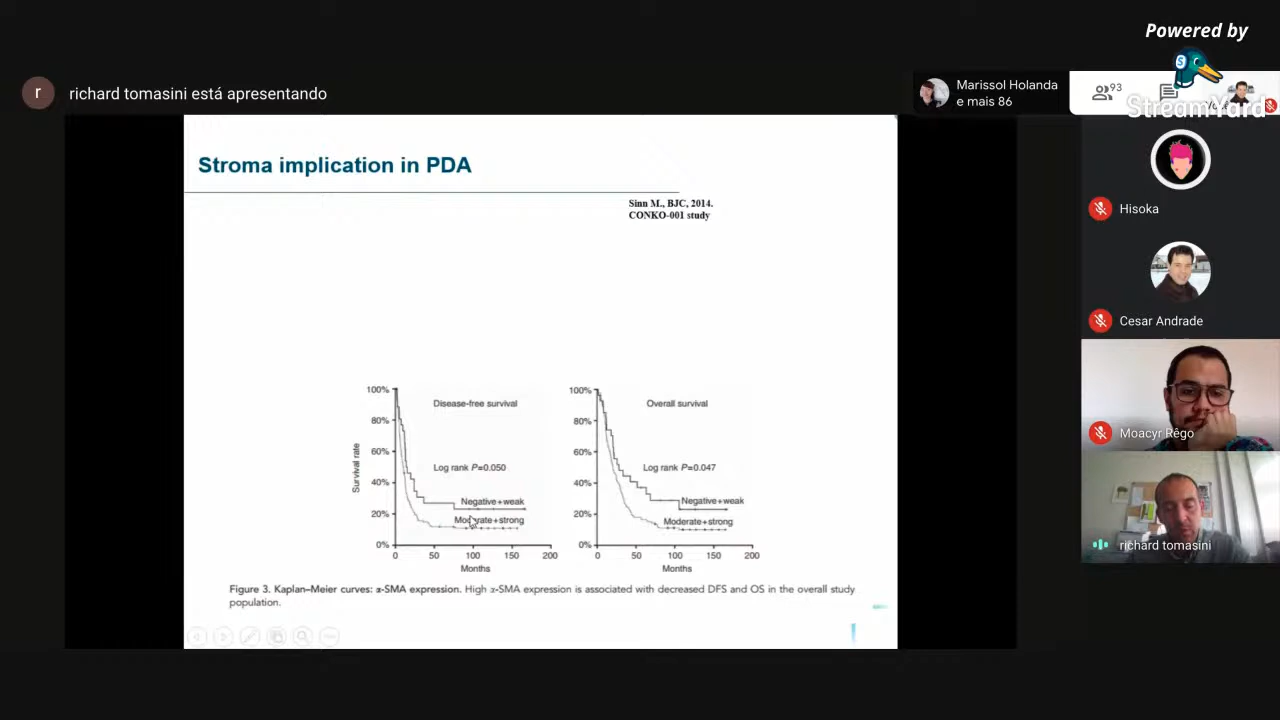 Powered by
StreamYard
r
richard tomasini está apresentando
Marissol Holanda
e mais 86
93
Hisoka
Cesar Andrade
Moacyr Rêgo
richard tomasini
Stroma implication in PDA
Sinn M., BJC, 2014.
CONKO-001 study
Survival rate
100%
80%
60%
40%
20%
0%
Disease-free survival
Log rank P=0.050
Negative+weak
Moderate+strong
0 50 100 150 200
Months
100%
80%
60%
40%
20%
0%
Overall survival
Log rank P=0.047
Negative+weak
Moderate+strong
0 50 100 150 200
Months
Figure 3. Kaplan–Meier curves: α-SMA expression. High α-SMA expression is associated with decreased DFS and OS in the overall study
population.